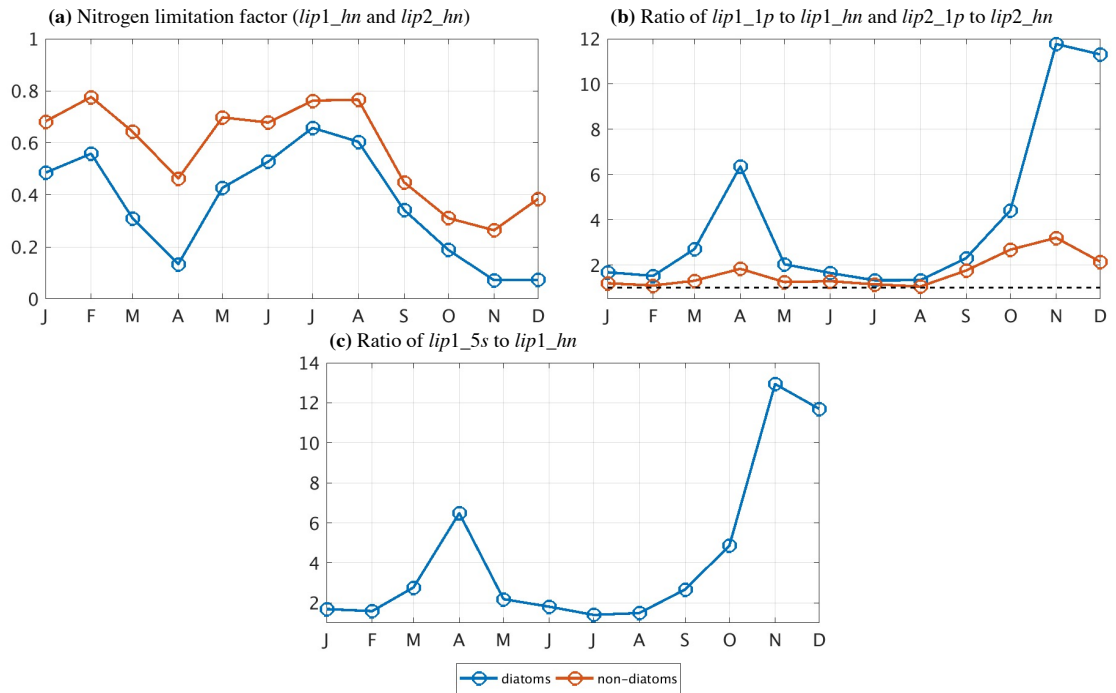 (a) Nitrogen limitation factor (lip1_hn and lip2_hn)
1
0.8
0.6
0.4
0.2
0
J F M A M J J A S O N D
(b) Ratio of lip1_1p to lip1_hn and lip2_1p to lip2_hn
12
10
8
6
4
2
J F M A M J J A S O N D
(c) Ratio of lip1_5s to lip1_hn
14
12
10
8
6
4
2
J F M A M J J A S O N D
diatoms non-diatoms